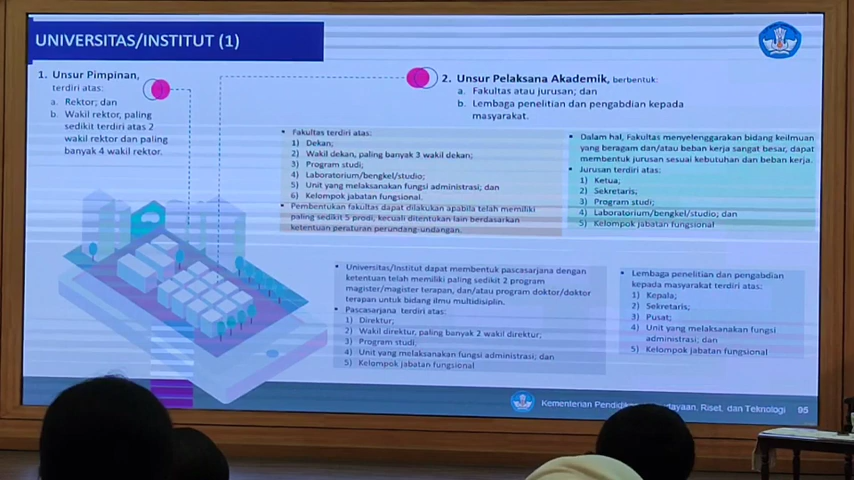 UNIVERSITAS/INSTITUT (1)
1. Unsur Pimpinan,
terdiri atas:
a. Rektor; dan
b. Wakil rektor, paling
sedikit terdiri atas 2
wakil rektor dan paling
banyak 4 wakil rektor.
2. Unsur Pelaksana Akademik, berbentuk:
a. Fakultas atau jurusan; dan
b. Lembaga penelitian dan pengabdian kepada
masyarakat.
• Fakultas terdiri atas:
1) Dekan;
2) Wakil dekan, paling banyak 3 wakil dekan;
3) Program studi;
4) Laboratorium/bengkel/studio;
5) Unit yang melaksanakan fungsi administrasi; dan
6) Kelompok jabatan fungsional.
• Pembentukan fakultas dapat dilakukan apabila telah memiliki
paling sedikit 5 prodi, kecuali ditentukan lain berdasarkan
ketentuan peraturan perundang-undangan.
• Dalam hal, Fakultas menyelenggarakan bidang keilmuan
yang beragam dan/atau beban kerja sangat besar, dapat
membentuk jurusan sesuai kebutuhan dan beban kerja.
• Jurusan terdiri atas:
1) Ketua;
2) Sekretaris;
3) Program studi;
4) Laboratorium/bengkel/studio; dan
5) Kelompok jabatan fungsional
• Universitas/Institut dapat membentuk pascasarjana dengan
ketentuan telah memiliki paling sedikit 2 program
magister/magister terapan, dan/atau program doktor/doktor
terapan untuk bidang ilmu multidisiplin.
• Pascasarjana terdiri atas:
1) Direktur;
2) Wakil direktur, paling banyak 2 wakil direktur;
3) Program studi;
4) Unit yang melaksanakan fungsi administrasi; dan
5) Kelompok jabatan fungsional
• Lembaga penelitian dan pengabdian
kepada masyarakat terdiri atas:
1) Kepala;
2) Sekretaris;
3) Pusat;
4) Unit yang melaksanakan fungsi
administrasi; dan
5) Kelompok jabatan fungsional
Kementerian Riset, dan Teknologi 95